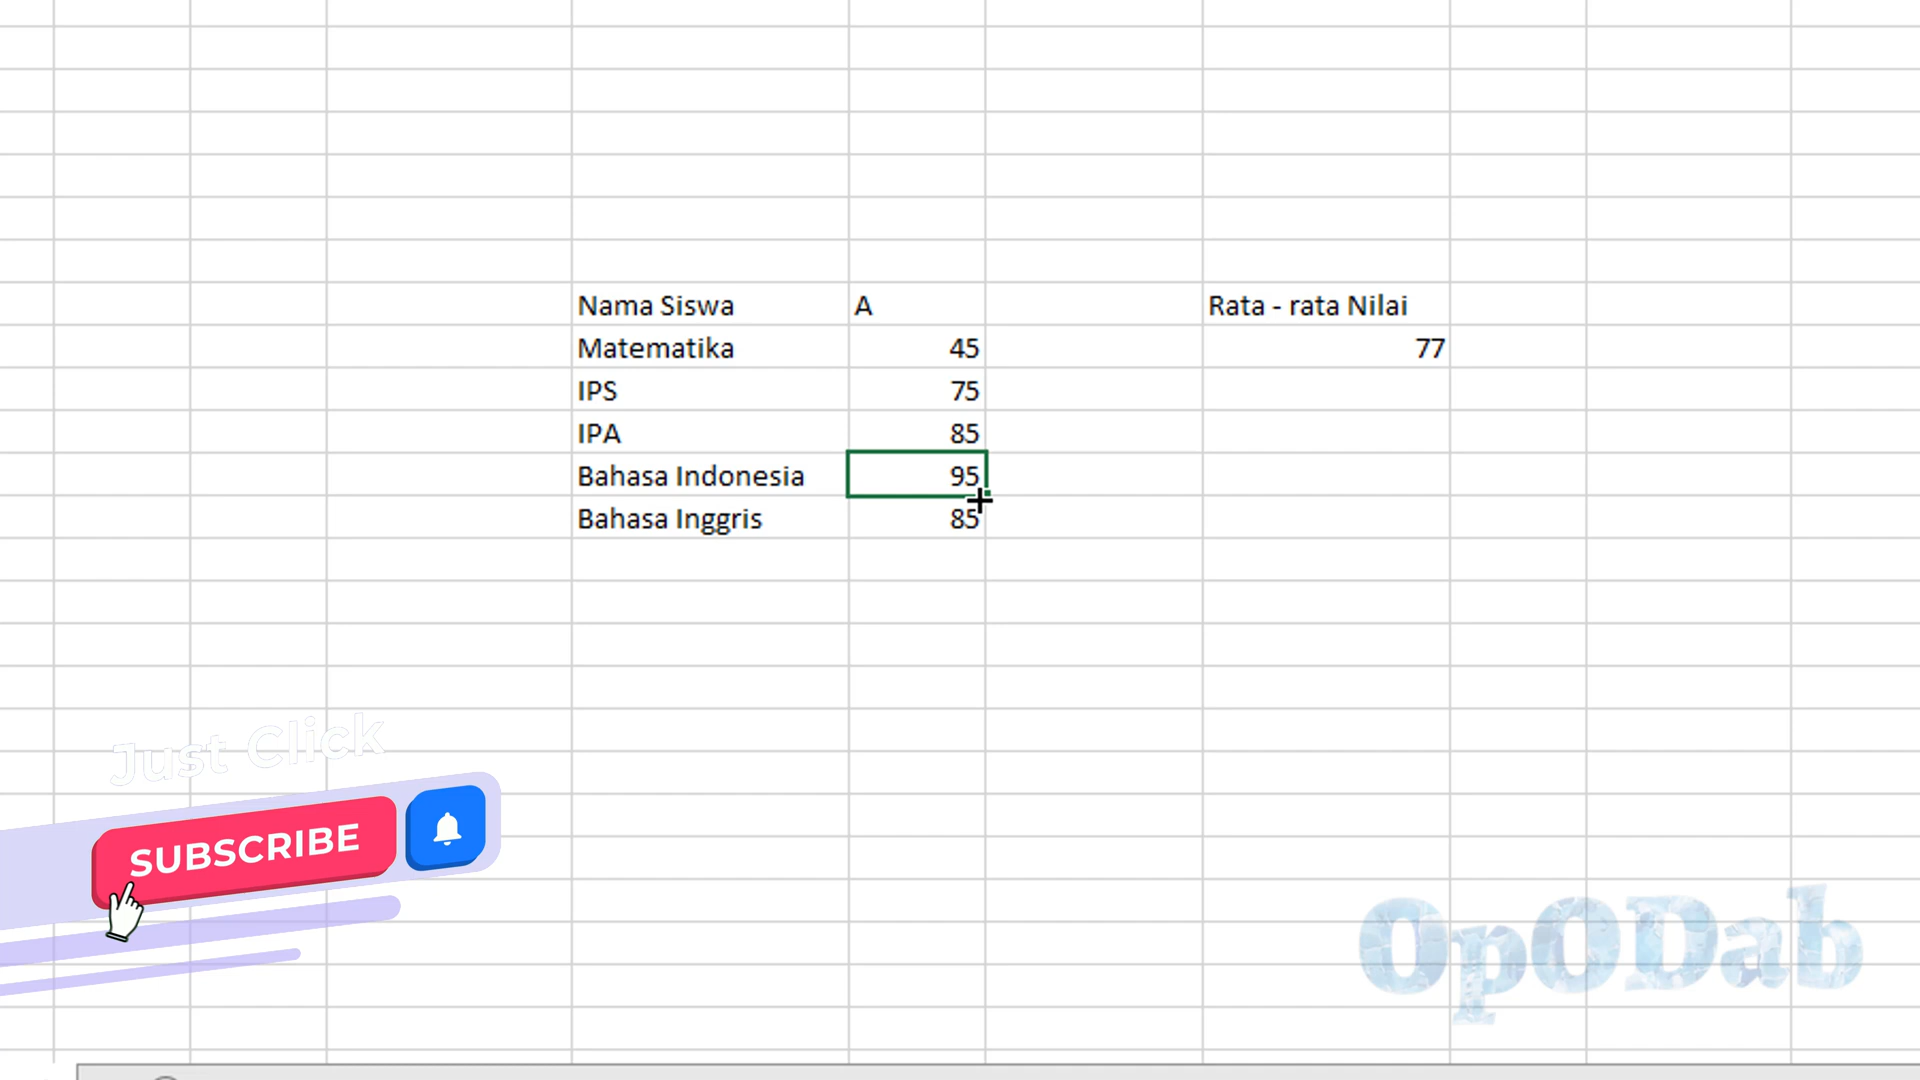 Nama Siswa A Rata - rata Nilai
Matematika 45 77
IPS 75
IPA 85
Bahasa Indonesia 95
Bahasa Inggris 85
Just Click
SUBSCRIBE
OpODab